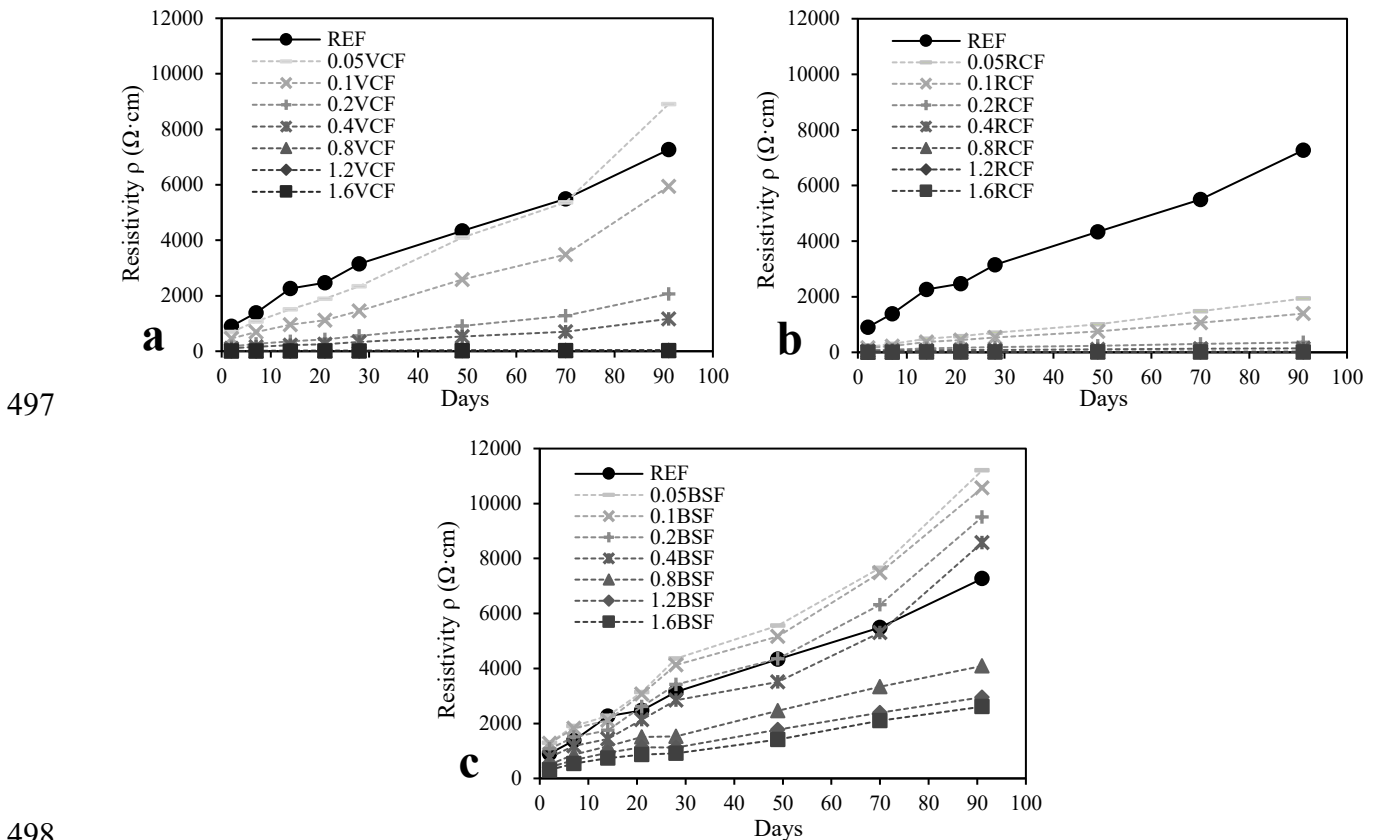 12000
10000
8000
6000
4000
2000
0
Resistivity ρ (Ω·cm)
REF
0.05VCF
0.1VCF
0.2VCF
0.4VCF
0.8VCF
1.2VCF
1.6VCF
a
0 10 20 30 40 50 60 70 80 90 100
Days
12000
10000
8000
6000
4000
2000
0
Resistivity ρ (Ω·cm)
REF
0.05RCF
0.1RCF
0.2RCF
0.4RCF
0.8RCF
1.2RCF
1.6RCF
b
0 10 20 30 40 50 60 70 80 90 100
Days
497
12000
10000
8000
6000
4000
2000
0
Resistivity ρ (Ω·cm)
REF
0.05BSF
0.1BSF
0.2BSF
0.4BSF
0.8BSF
1.2BSF
1.6BSF
c
0 10 20 30 40 50 60 70 80 90 100
Days
498